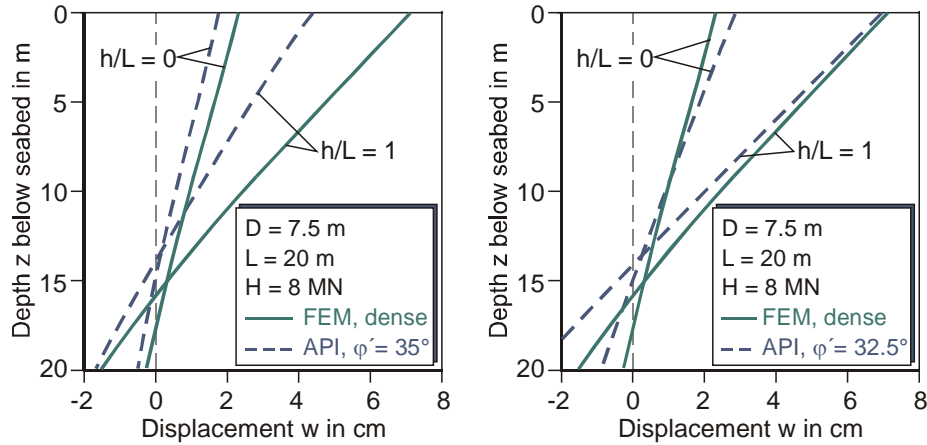 Depth z below seabed in m
0
5
10
15
20
-2
0
2
4
6
8
Displacement w in cm
h/L = 0
h/L = 1
D = 7.5 m
L = 20 m
H = 8 MN
FEM, dense
API, φ´= 35°
Depth z below seabed in m
0
5
10
15
20
-2
0
2
4
6
8
Displacement w in cm
h/L = 0
h/L = 1
D = 7.5 m
L = 20 m
H = 8 MN
FEM, dense
API, φ´= 32.5°